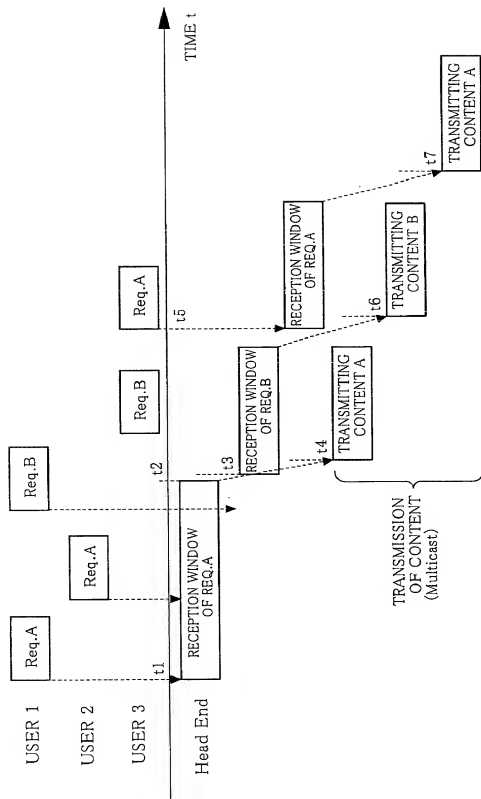 USER 1
Req.A
Req.B
USER 2
Req.A
USER 3
Req.B
Req.A
TIME t
Head End
t1
t2
t5
RECEPTION WINDOW
OF REQ.A
t3
RECEPTION WINDOW
OF REQ.B
RECEPTION WINDOW
OF REQ.A
t4
TRANSMITTING
CONTENT A
t6
TRANSMITTING
CONTENT B
t7
TRANSMITTING
CONTENT A
TRANSMISSION
OF CONTENT
(Multicast)